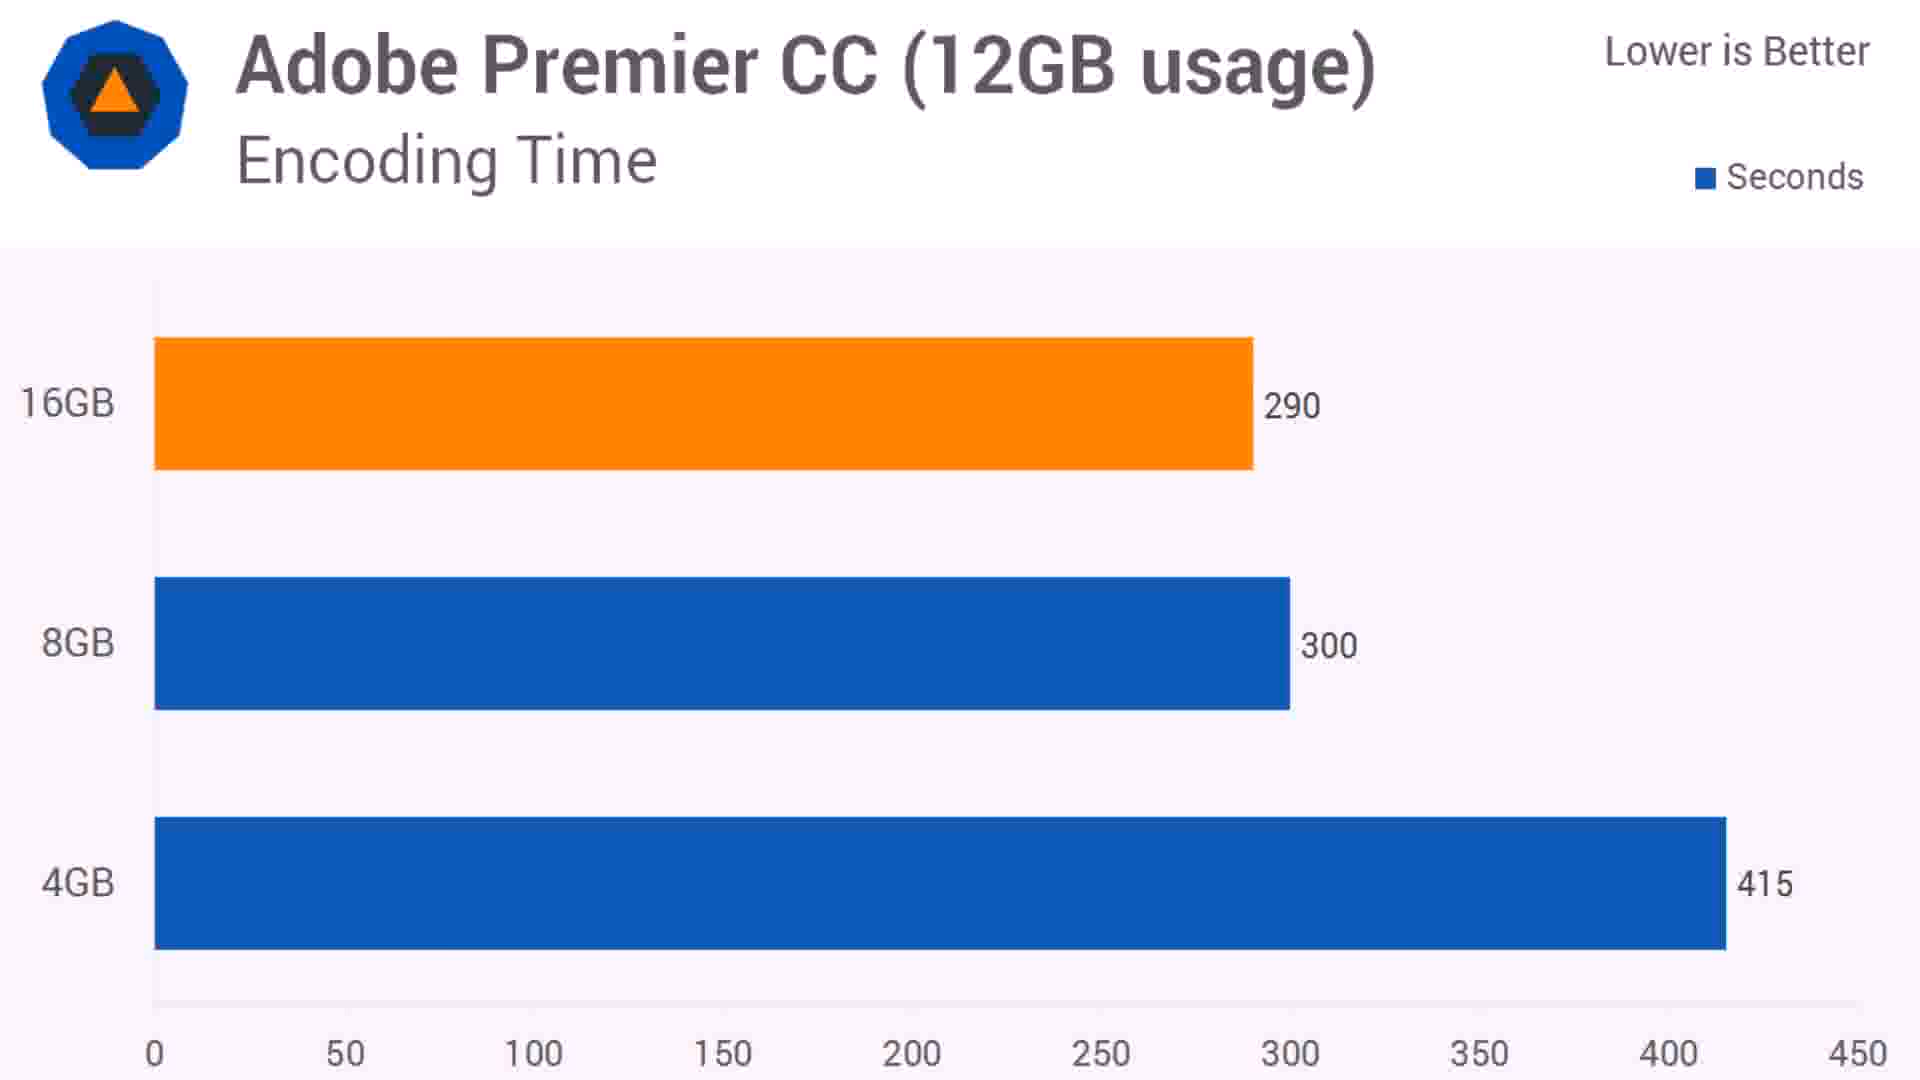 Adobe Premier CC (12GB usage)
Lower is Better
Encoding Time
Seconds
16GB
290
8GB
300
4GB
415
0 50 100 150 200 250 300 350 400 450